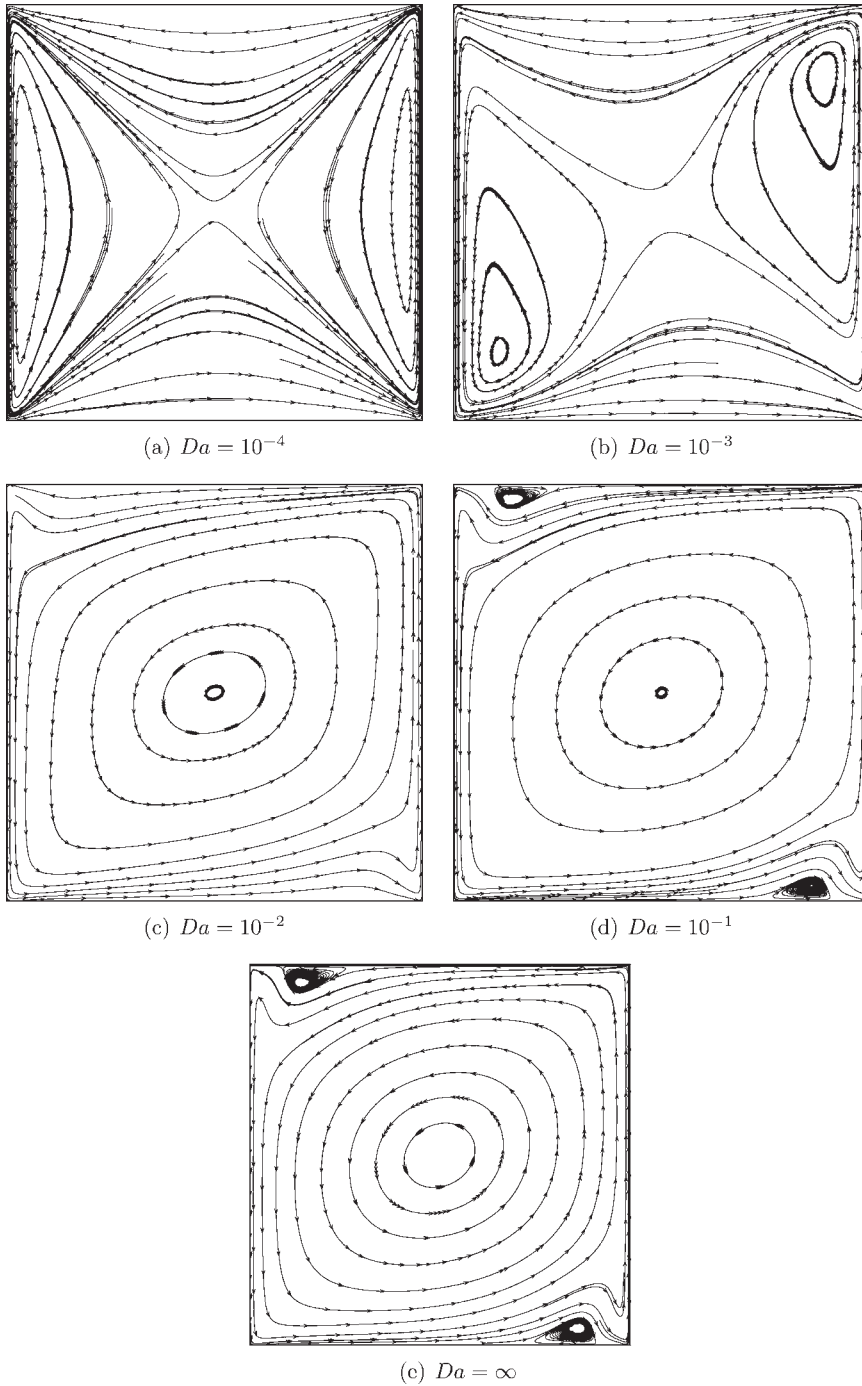 (a) Da = 10⁻⁴
(b) Da = 10⁻³
(c) Da = 10⁻²
(d) Da = 10⁻¹
(e) Da = ∞